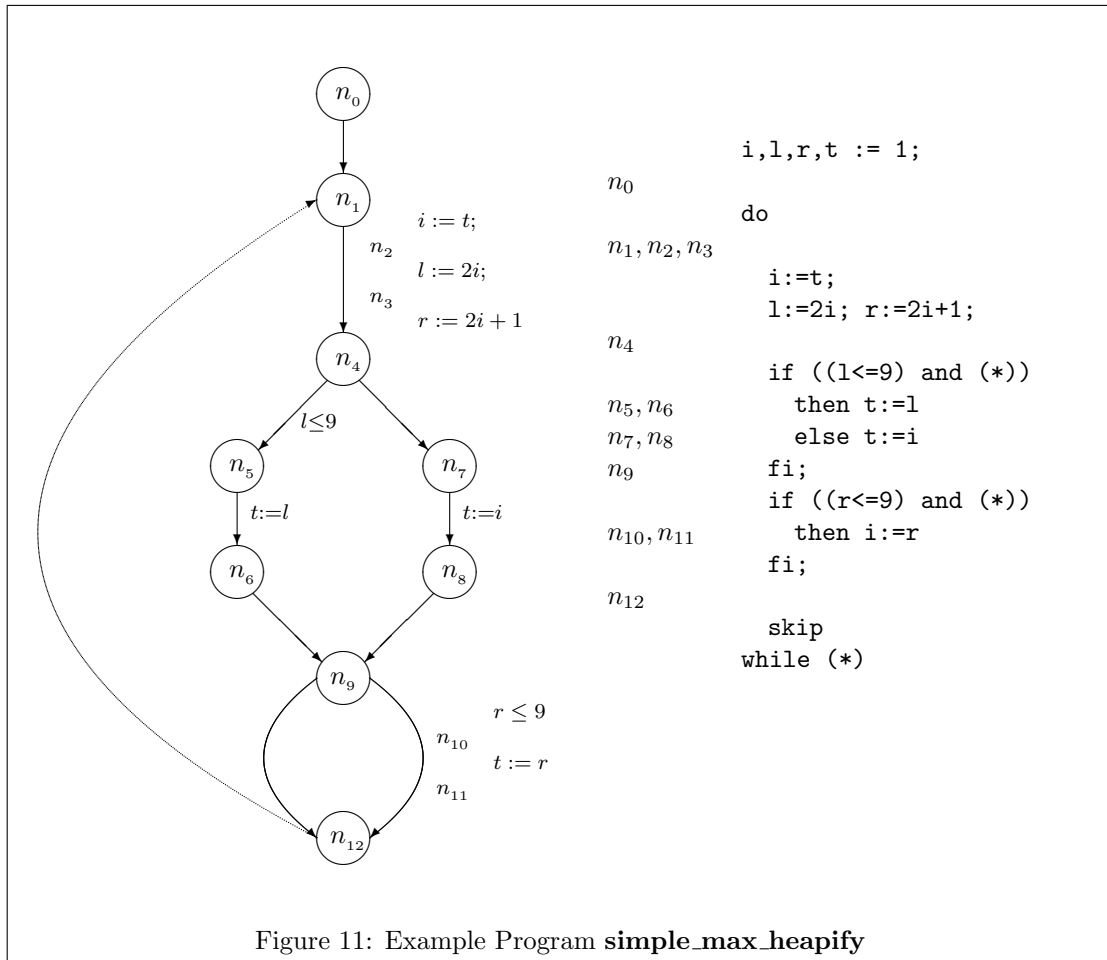 n₀
n₁
i := t;
n₂
l := 2i;
n₃
r := 2i + 1
n₄
l≤9
n₅
n₇
t:=l
t:=i
n₆
n₈
n₉
r ≤ 9
n₁₀
t := r
n₁₁
n₁₂
i,l,r,t := 1;
n₀
do
n₁, n₂, n₃
i:=t;
l:=2i; r:=2i+1;
n₄
if ((l<=9) and (*))
n₅, n₆ then t:=l
n₇, n₈ else t:=i
n₉ fi;
if ((r<=9) and (*))
n₁₀, n₁₁ then i:=r
fi;
n₁₂
skip
while (*)
Figure 11: Example Program simple_max_heapify